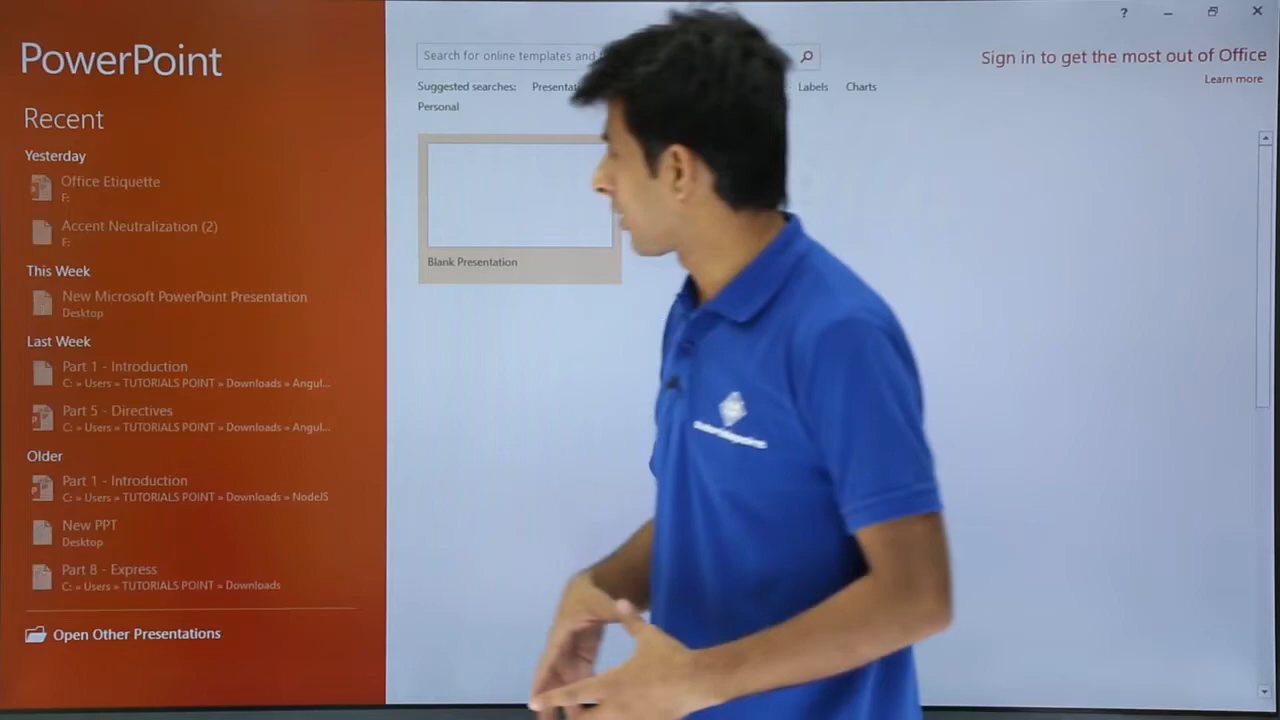 PowerPoint
Recent
Yesterday
Office Etiquette
F:
Accent Neutralization (2)
F:
This Week
New Microsoft PowerPoint Presentation
Desktop
Last Week
Part 1 - Introduction
C: » Users » TUTORIALS POINT » Downloads » Angul...
Part 5 - Directives
C: » Users » TUTORIALS POINT » Downloads » Angul...
Older
Part 1 - Introduction
C: » Users » TUTORIALS POINT » Downloads » NodeJS
New PPT
Desktop
Part 8 - Express
C: » Users » TUTORIALS POINT » Downloads
Open Other Presentations
?
Search for online templates and
Suggested searches: Labels Charts
Personal
Blank Presentation
Sign in to get the most out of Office
Learn more